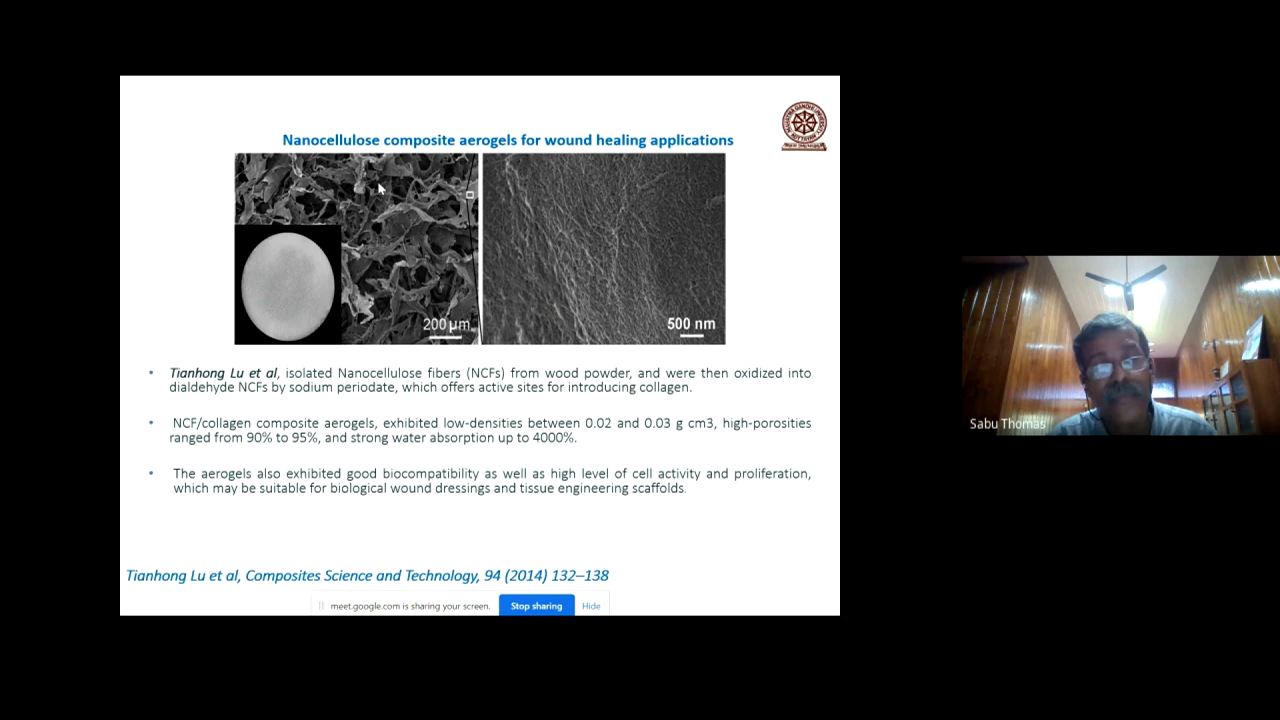 Nanocellulose composite aerogels for wound healing applications
200 µm
500 nm
• Tianhong Lu et al, isolated Nanocellulose fibers (NCFs) from wood powder, and were then oxidized into
dialdehyde NCFs by sodium periodate, which offers active sites for introducing collagen.
• NCF/collagen composite aerogels, exhibited low-densities between 0.02 and 0.03 g cm3, high-porosities
ranged from 90% to 95%, and strong water absorption up to 4000%.
• The aerogels also exhibited good biocompatibility as well as high level of cell activity and proliferation,
which may be suitable for biological wound dressings and tissue engineering scaffolds.
Tianhong Lu et al, Composites Science and Technology, 94 (2014) 132–138
meet.google.com is sharing your screen. Stop sharing Hide
Sabu Thomas